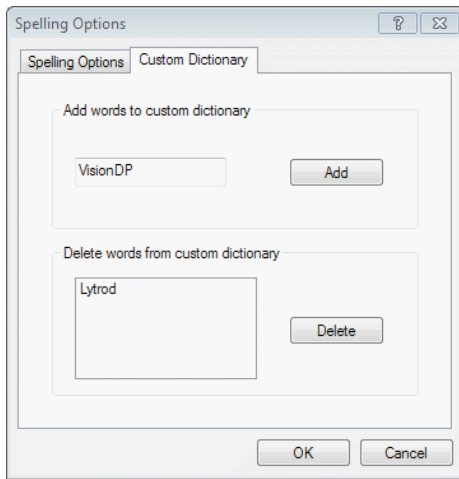 Spelling Options
Spelling Options Custom Dictionary
Add words to custom dictionary
VisionDP Add
Delete words from custom dictionary
Lytrod
Delete
OK Cancel